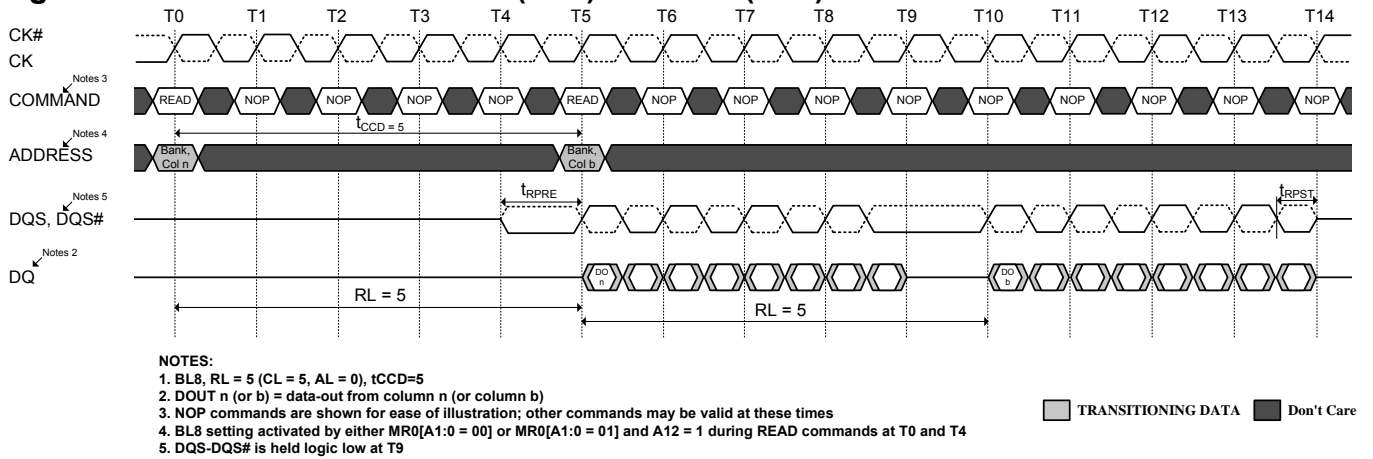 T0 T1 T2 T3 T4 T5 T6 T7 T8 T9 T10 T11 T12 T13 T14
CK#
CK
Notes 3
COMMAND READ NOP NOP NOP NOP READ NOP NOP NOP NOP NOP NOP NOP NOP NOP
tCCD = 5
Notes 4
ADDRESS
Bank, Col n
Bank, Col b
tRPRE
tRPST
Notes 5
DQS, DQS#
Notes 2
DQ
DO n
DO b
RL = 5
RL = 5
NOTES:
1. BL8, RL = 5 (CL = 5, AL = 0), tCCD=5
2. DOUT n (or b) = data-out from column n (or column b)
3. NOP commands are shown for ease of illustration; other commands may be valid at these times
4. BL8 setting activated by either MR0[A1:0 = 00] or MR0[A1:0 = 01] and A12 = 1 during READ commands at T0 and T4
5. DQS-DQS# is held logic low at T9
TRANSITIONING DATA
Don't Care